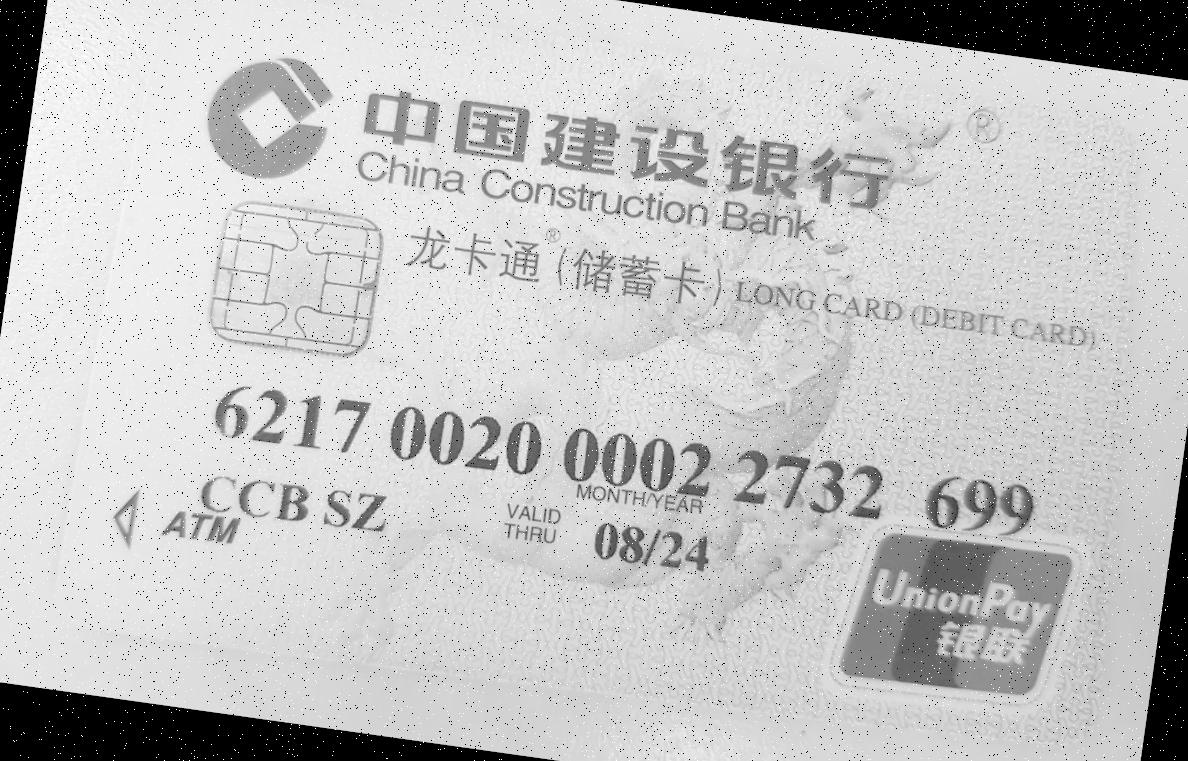 中国建设银行 ®
China Construction Bank
龙卡通®(储蓄卡) LONG CARD (DEBIT CARD)
6217 0020 0002 2732 699
CCB SZ
MONTH/YEAR
ATM
VALID THRU 08/24
UnionPay
银联